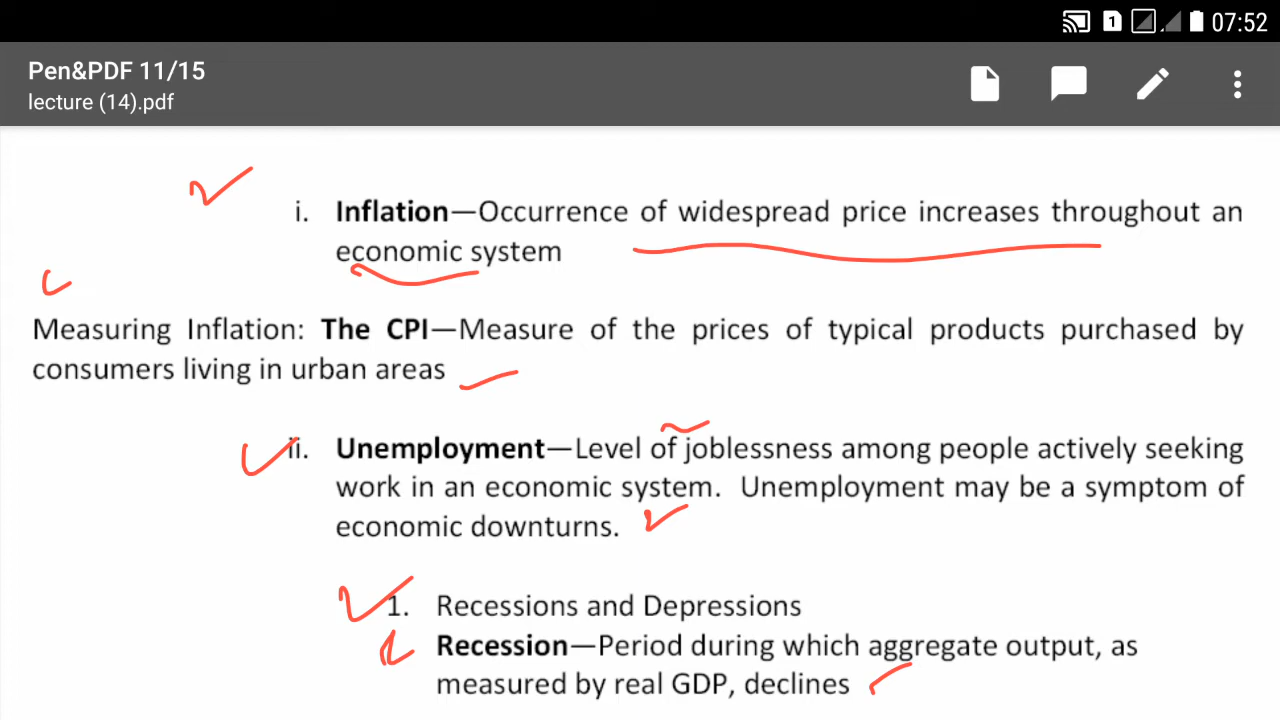 1 07:52
Pen&PDF 11/15
lecture (14).pdf
i. Inflation—Occurrence of widespread price increases throughout an
economic system
Measuring Inflation: The CPI—Measure of the prices of typical products purchased by
consumers living in urban areas
ii. Unemployment—Level of joblessness among people actively seeking
work in an economic system. Unemployment may be a symptom of
economic downturns.
1. Recessions and Depressions
Recession—Period during which aggregate output, as
measured by real GDP, declines